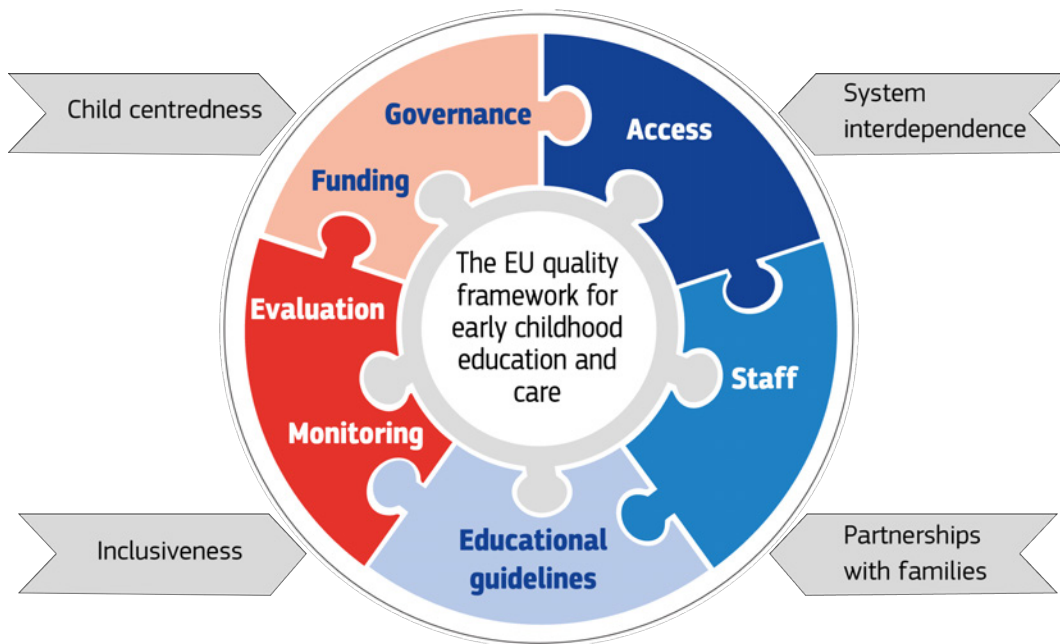 Child centredness
System
interdependence
Governance
Funding
Access
Evaluation
Monitoring
Staff
Educational
guidelines
The EU quality
framework for
early childhood
education and
care
Inclusiveness
Partnerships
with families